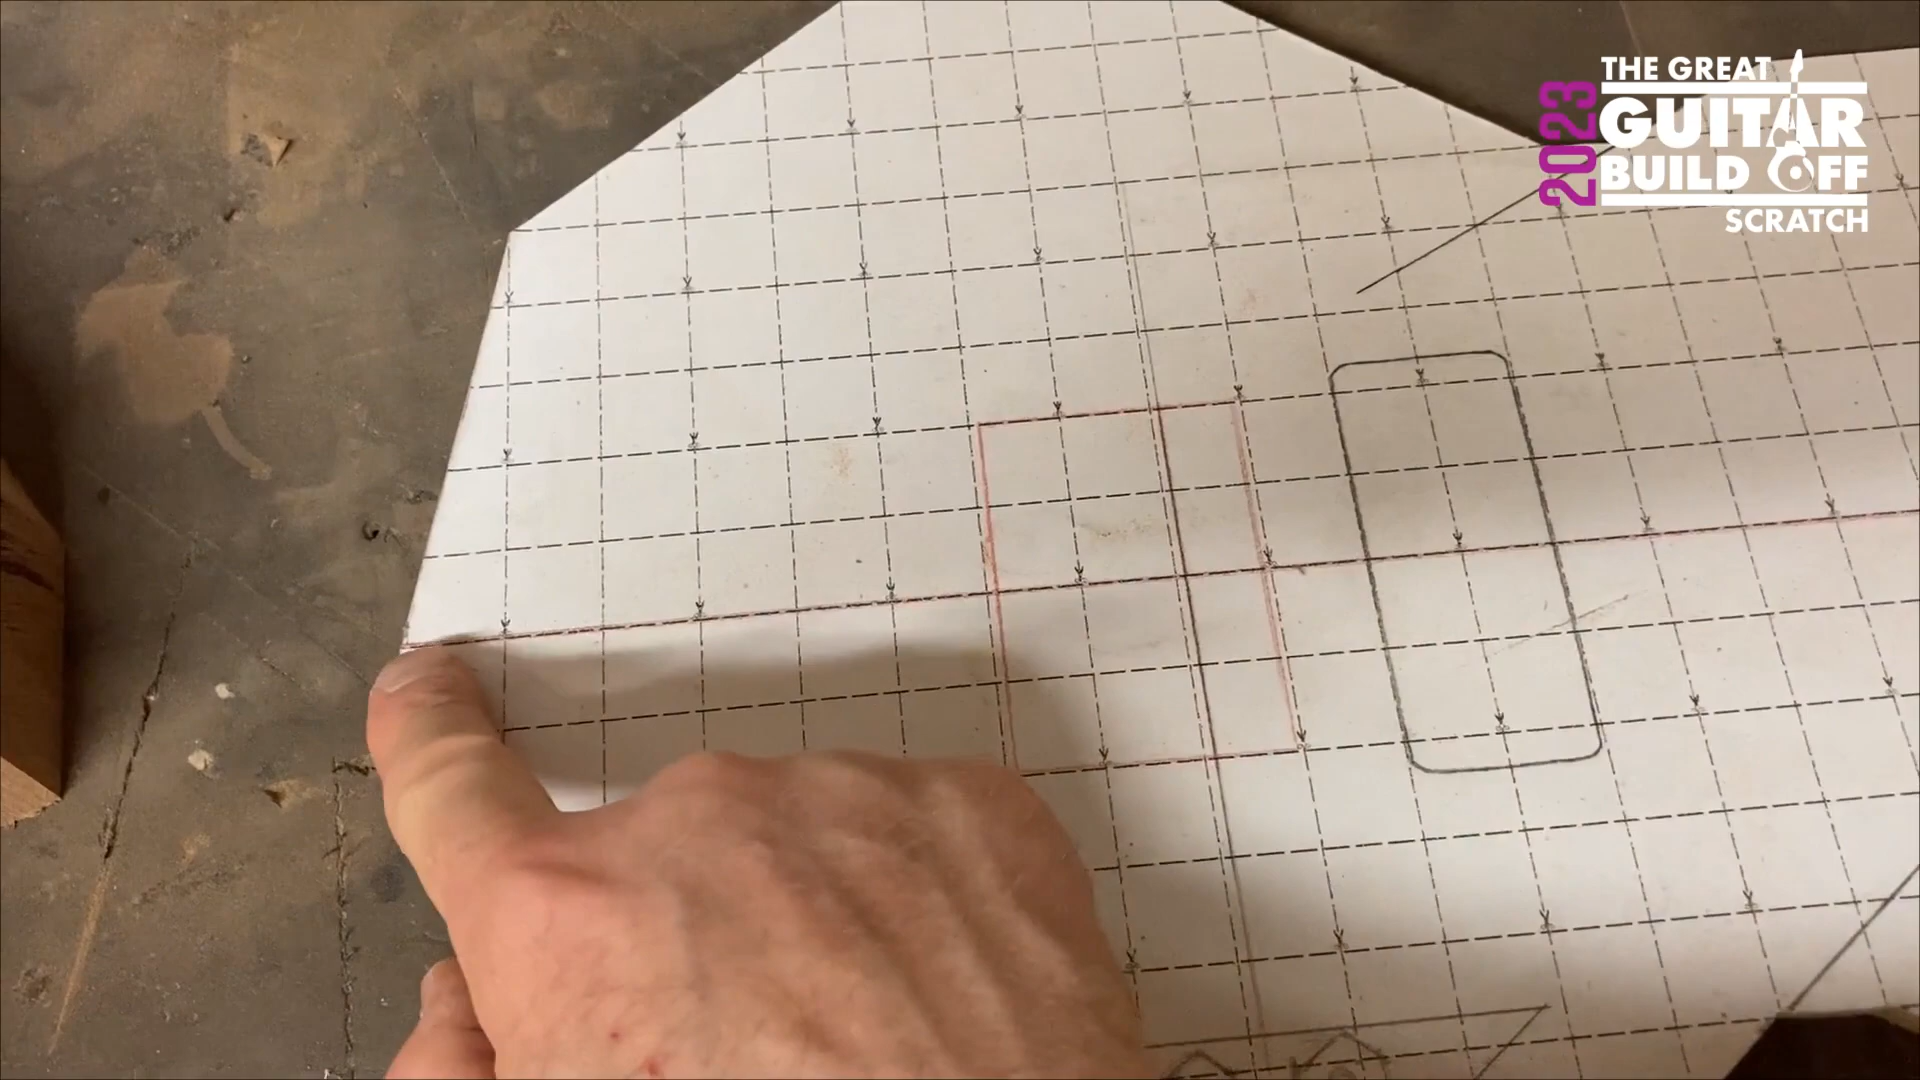 2023
THE GREAT
GUITAR
BUILD OFF
SCRATCH